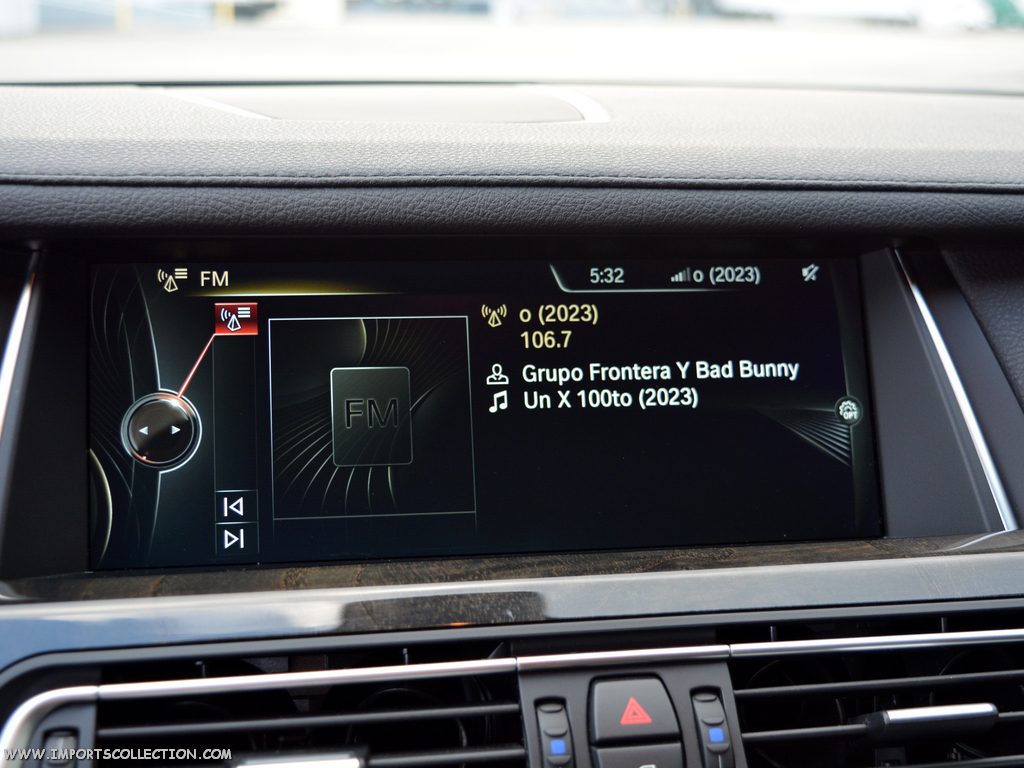 FM
5:32
o (2023)
FM
o (2023)
106.7
Grupo Frontera Y Bad Bunny
Un X 100to (2023)
OPT
www.importscollection.com